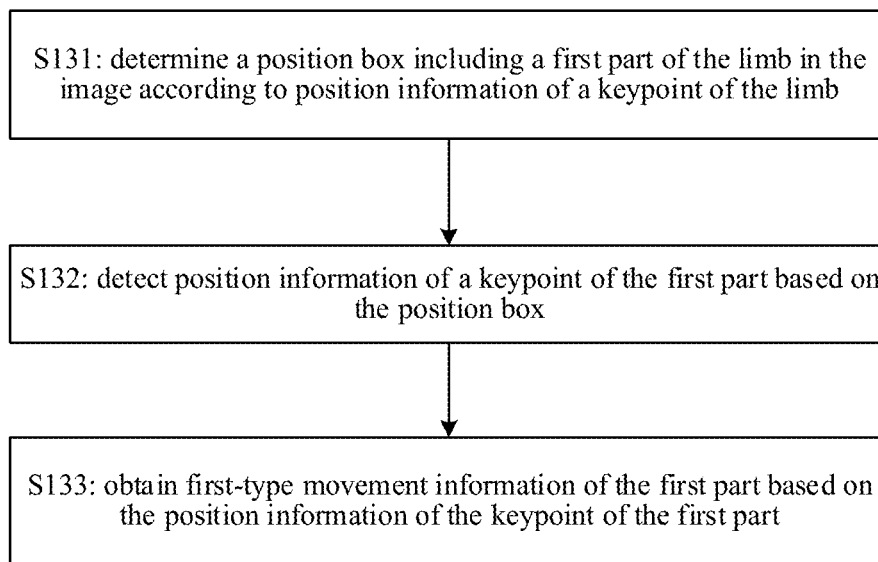 S131: determine a position box including a first part of the limb in the
image according to position information of a keypoint of the limb
S132: detect position information of a keypoint of the first part based on
the position box
S133: obtain first-type movement information of the first part based on
the position information of the keypoint of the first part